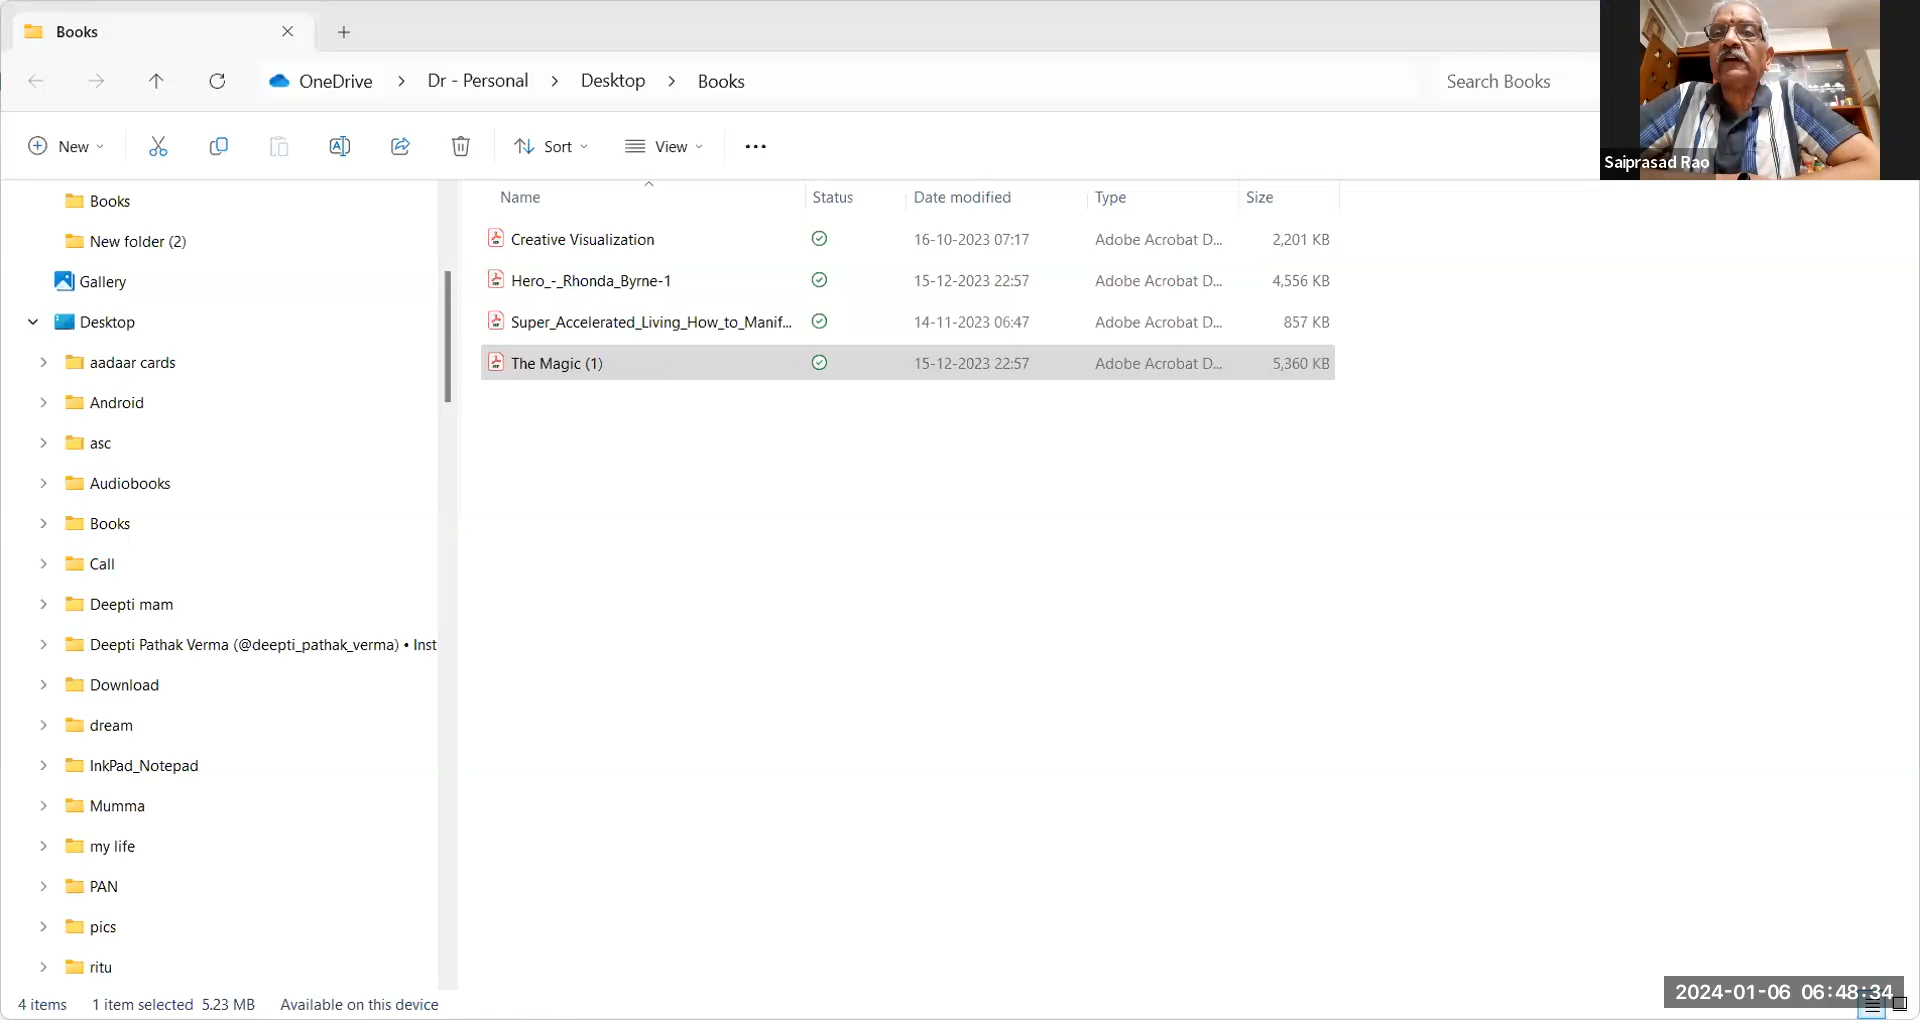 Books
OneDrive > Dr - Personal > Desktop > Books
Search Books
New
Sort
View
Saiprasad Rao
Name Status Date modified Type Size
Creative Visualization 16-10-2023 07:17 Adobe Acrobat D... 2,201 KB
Hero_-_Rhonda_Byrne-1 15-12-2023 22:57 Adobe Acrobat D... 4,556 KB
Super_Accelerated_Living_How_to_Manif... 14-11-2023 06:47 Adobe Acrobat D... 857 KB
The Magic (1) 15-12-2023 22:57 Adobe Acrobat D... 5,360 KB
Books
New folder (2)
Gallery
Desktop
aadaar cards
Android
asc
Audiobooks
Books
Call
Deepti mam
Deepti Pathak Verma (@deepti_pathak_verma) • Inst
Download
dream
InkPad_Notepad
Mumma
my life
PAN
pics
ritu
4 items 1 item selected 5.23 MB Available on this device
2024-01-06 06:48:34